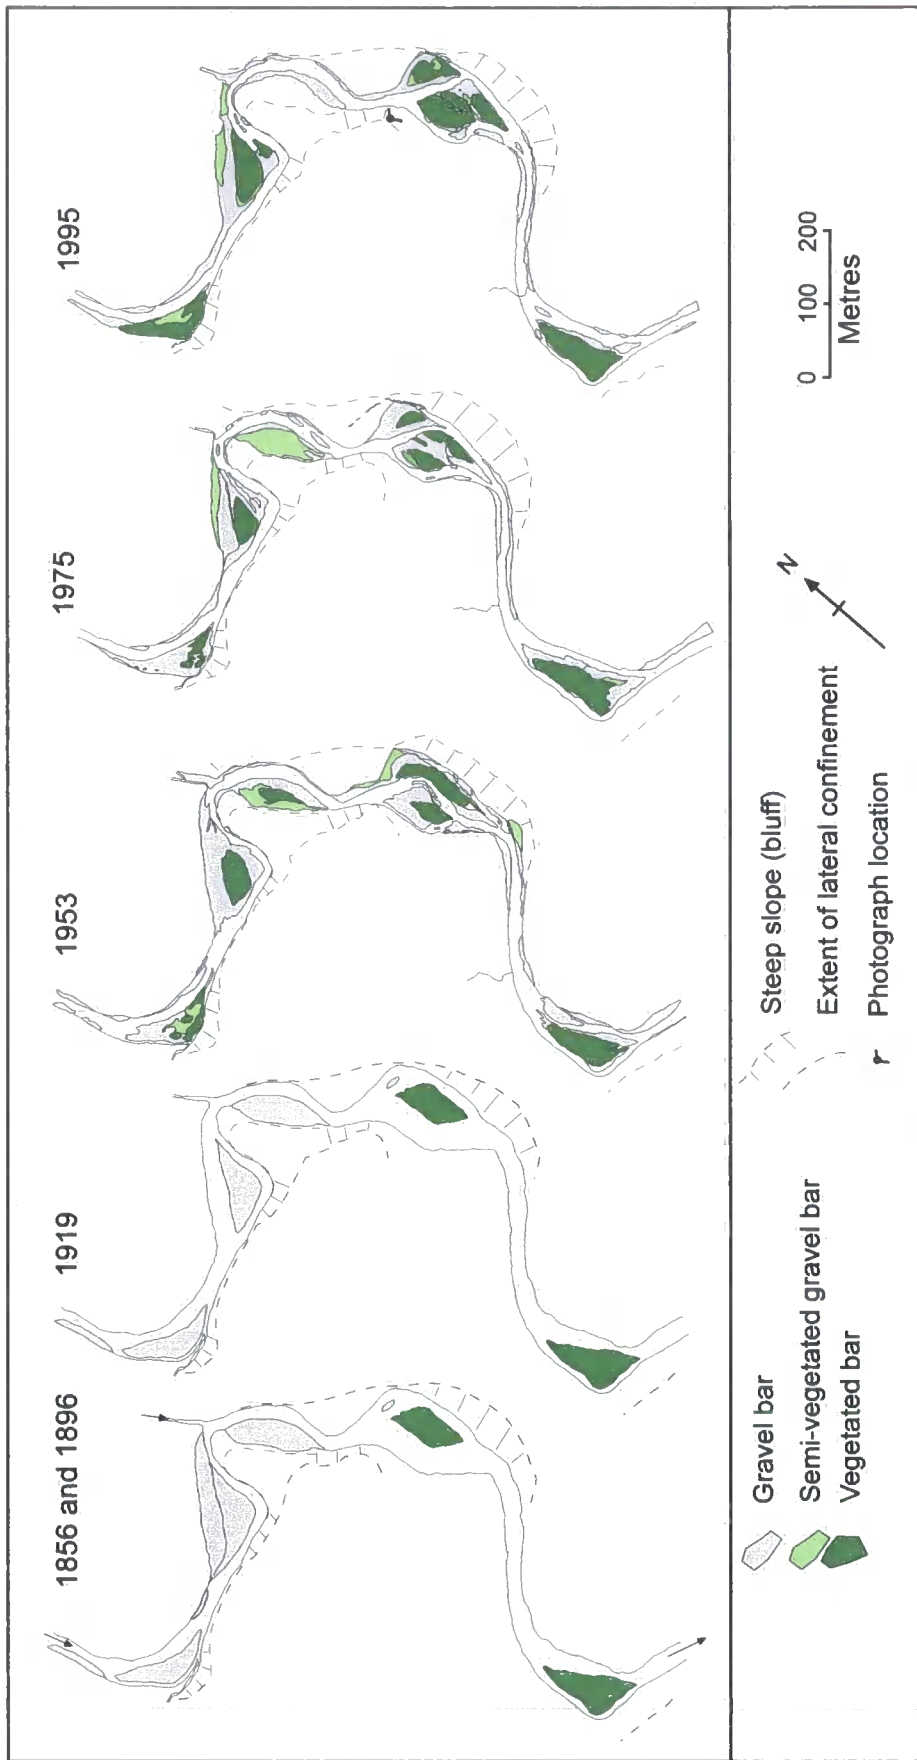 1856 and 1896
1919
1953
1975
1995
Gravel bar
Semi-vegetated gravel bar
Vegetated bar
Steep slope (bluff)
Extent of lateral confinement
Photograph location
N
0 100 200
Metres